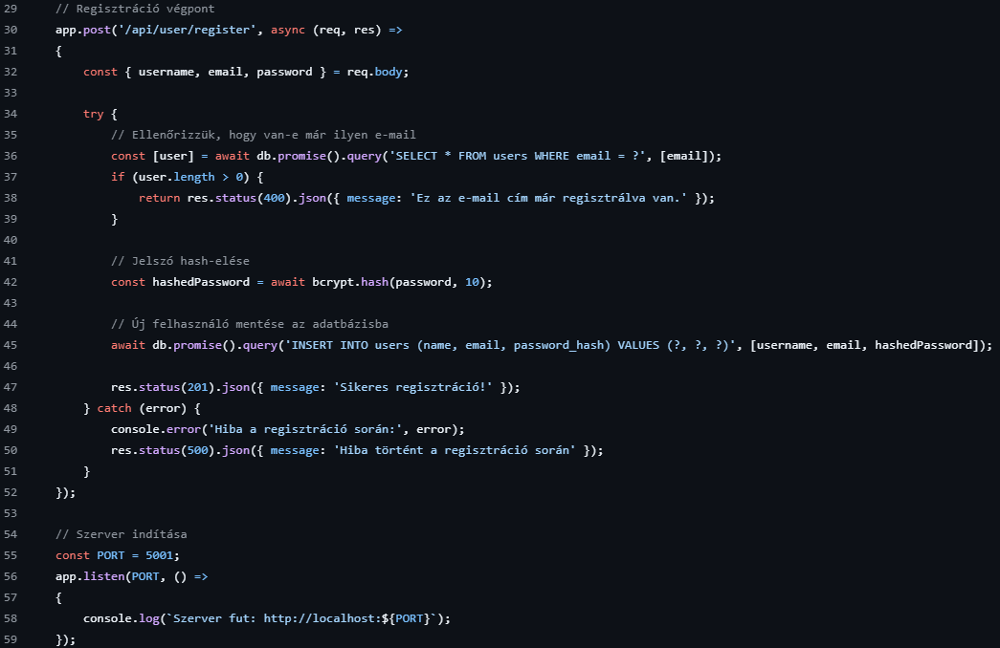 29 // Regisztráció végpont
30 app.post('/api/user/register', async (req, res) =>
31 {
32 const { username, email, password } = req.body;
33
34 try {
35 // Ellenőrizzük, hogy van-e már ilyen e-mail
36 const [user] = await db.promise().query('SELECT * FROM users WHERE email = ?', [email]);
37 if (user.length > 0) {
38 return res.status(400).json({ message: 'Ez az e-mail cím már regisztrálva van.' });
39 }
40
41 // Jelszó hash-elése
42 const hashedPassword = await bcrypt.hash(password, 10);
43
44 // Új felhasználó mentése az adatbázisba
45 await db.promise().query('INSERT INTO users (name, email, password_hash) VALUES (?, ?, ?)', [username, email, hashedPassword]);
46
47 res.status(201).json({ message: 'Sikeres regisztráció!' });
48 } catch (error) {
49 console.error('Hiba a regisztráció során:', error);
50 res.status(500).json({ message: 'Hiba történt a regisztráció során' });
51 }
52 });
53
54 // Szerver indítása
55 const PORT = 5001;
56 app.listen(PORT, () =>
57 {
58 console.log(`Szerver fut: http://localhost:${PORT}`);
59 });